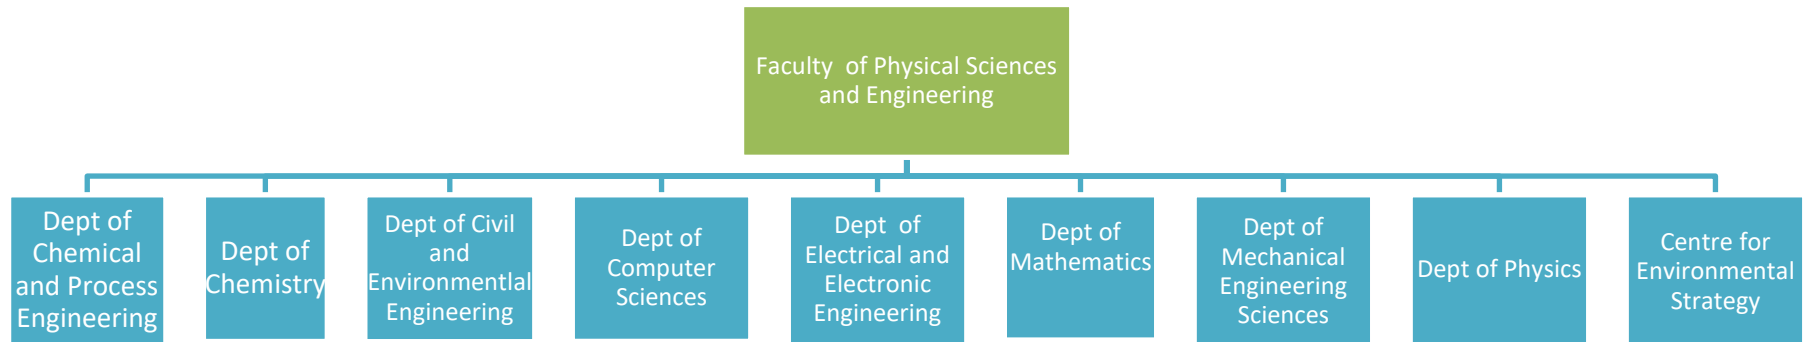 Faculty  of Physical Sciences
and Engineering
Dept of
Chemical
and Process
Engineering
Dept of
Chemistry
Dept of Civil
and
Environmentlal
Engineering
Dept of
Computer
Sciences
Dept  of
Electrical and
Electronic
Engineering
Dept of
Mathematics
Dept of
Mechanical
Engineering
Sciences
Dept of Physics
Centre for
Environmental
Strategy